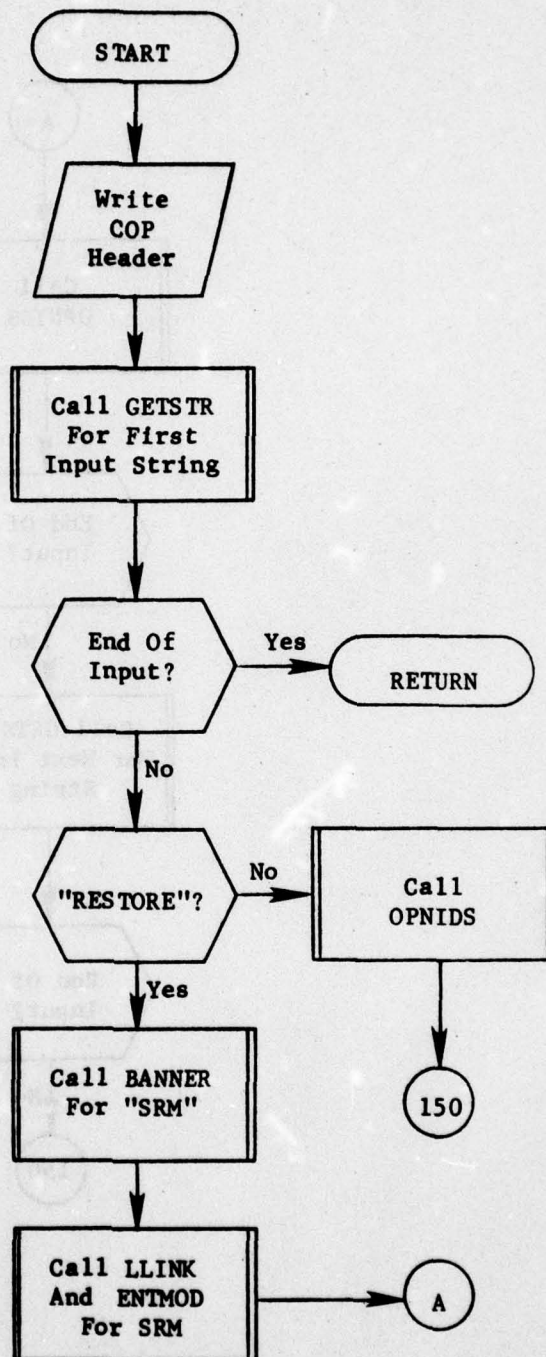 START
Write
COP
Header
Call GETSTR
For First
Input String
End Of
Input?
Yes
RETURN
No
"RESTORE"?
No
Call
OPNIDS
Yes
150
Call BANNER
For "SRM"
Call LLINK
And ENTMOD
For SRM
A